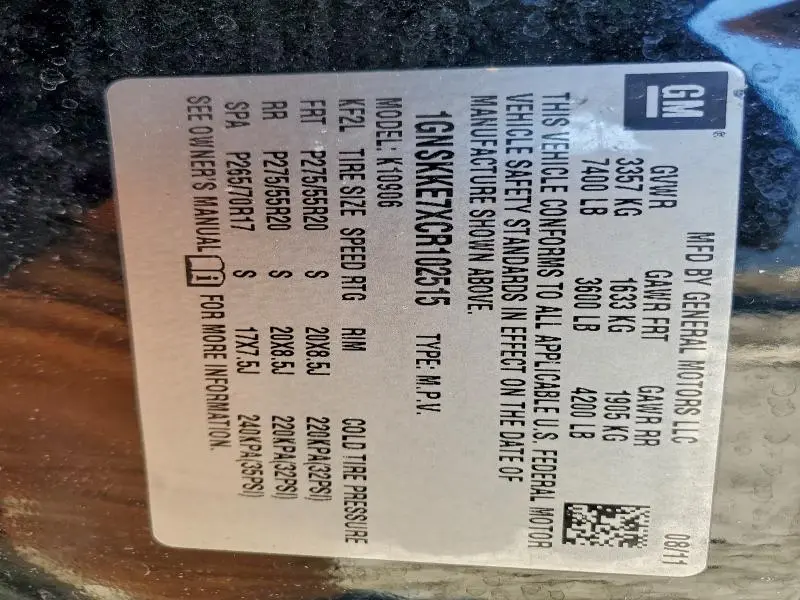 GM®
MFD BY GENERAL MOTORS LLC 08/11
GVWR GAWR FRT GAWR RR
3357 KG 1633 KG 1905 KG
7400 LB 3600 LB 4200 LB
THIS VEHICLE CONFORMS TO ALL APPLICABLE U.S. FEDERAL MOTOR
VEHICLE SAFETY STANDARDS IN EFFECT ON THE DATE OF
MANUFACTURE SHOWN ABOVE.
1GNSKKE7XCR102515 TYPE: M.P.V.
MODEL: K10906
KF2L TIRE SIZE SPEED RTG RIM COLD TIRE PRESSURE
FRT P275/55R20 S 20X8.5J 220KPA(32PSI)
RR P275/55R20 S 20X8.5J 220KPA(32PSI)
SPA P265/70R17 S 17X7.5J 240KPA(35PSI)
SEE OWNER'S MANUAL FOR MORE INFORMATION.